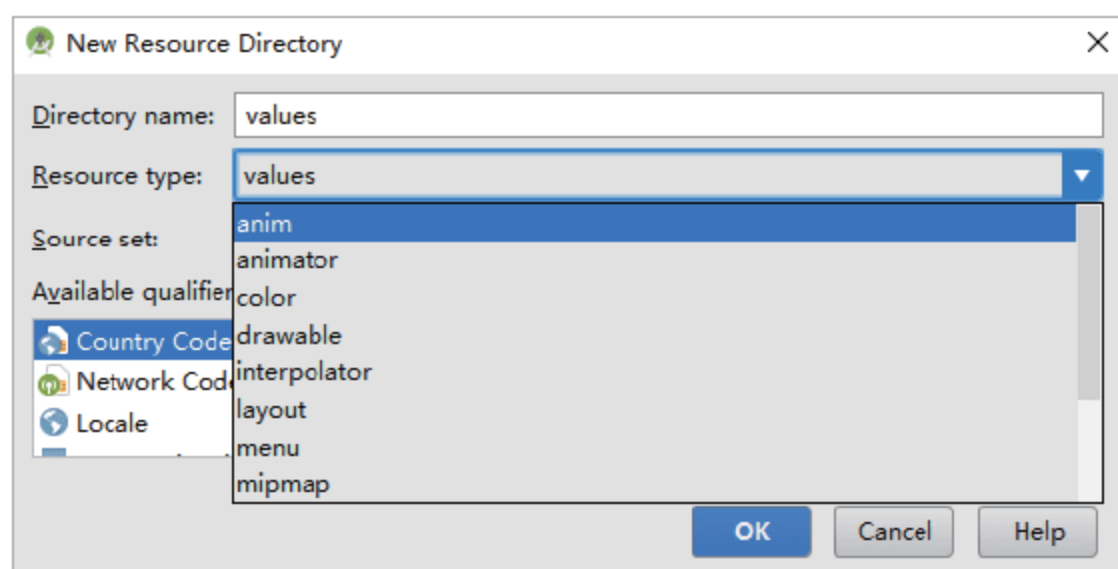 New Resource Directory
Directory name: values
Resource type: values
anim
Source set:
animator
Available qualifier
color
Country Code
drawable
Network Cod
interpolator
Locale
layout
menu
mipmap
OK Cancel Help